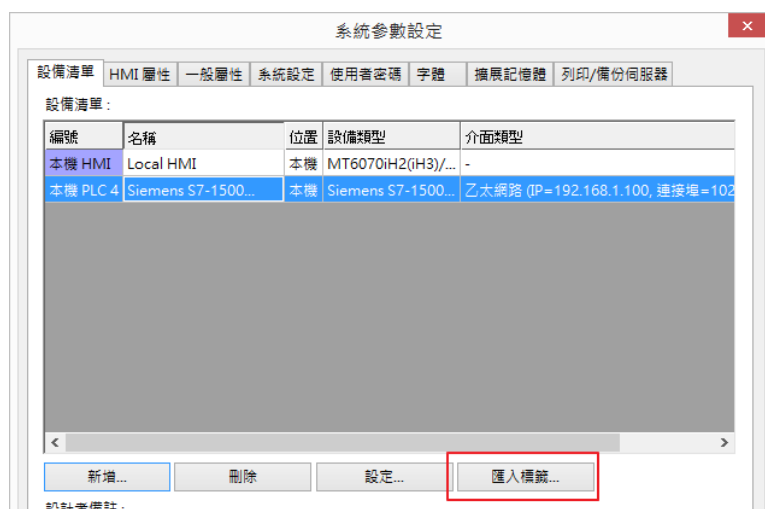 系統參數設定
設備清單 HMI 屬性 一般屬性 系統設定 使用者密碼 字體 擴展記憶體 列印/備份伺服器
設備清單 :
編號 名稱 位置 設備類型 介面類型
本機 HMI Local HMI 本機 MT6070iH2(iH3)/... -
本機 PLC 4 Siemens S7-1500... 本機 Siemens S7-1500... 乙太網路 (IP=192.168.1.100, 連接埠=102
新增... 刪除 設定... 匯入標籤...
設計者備註 :